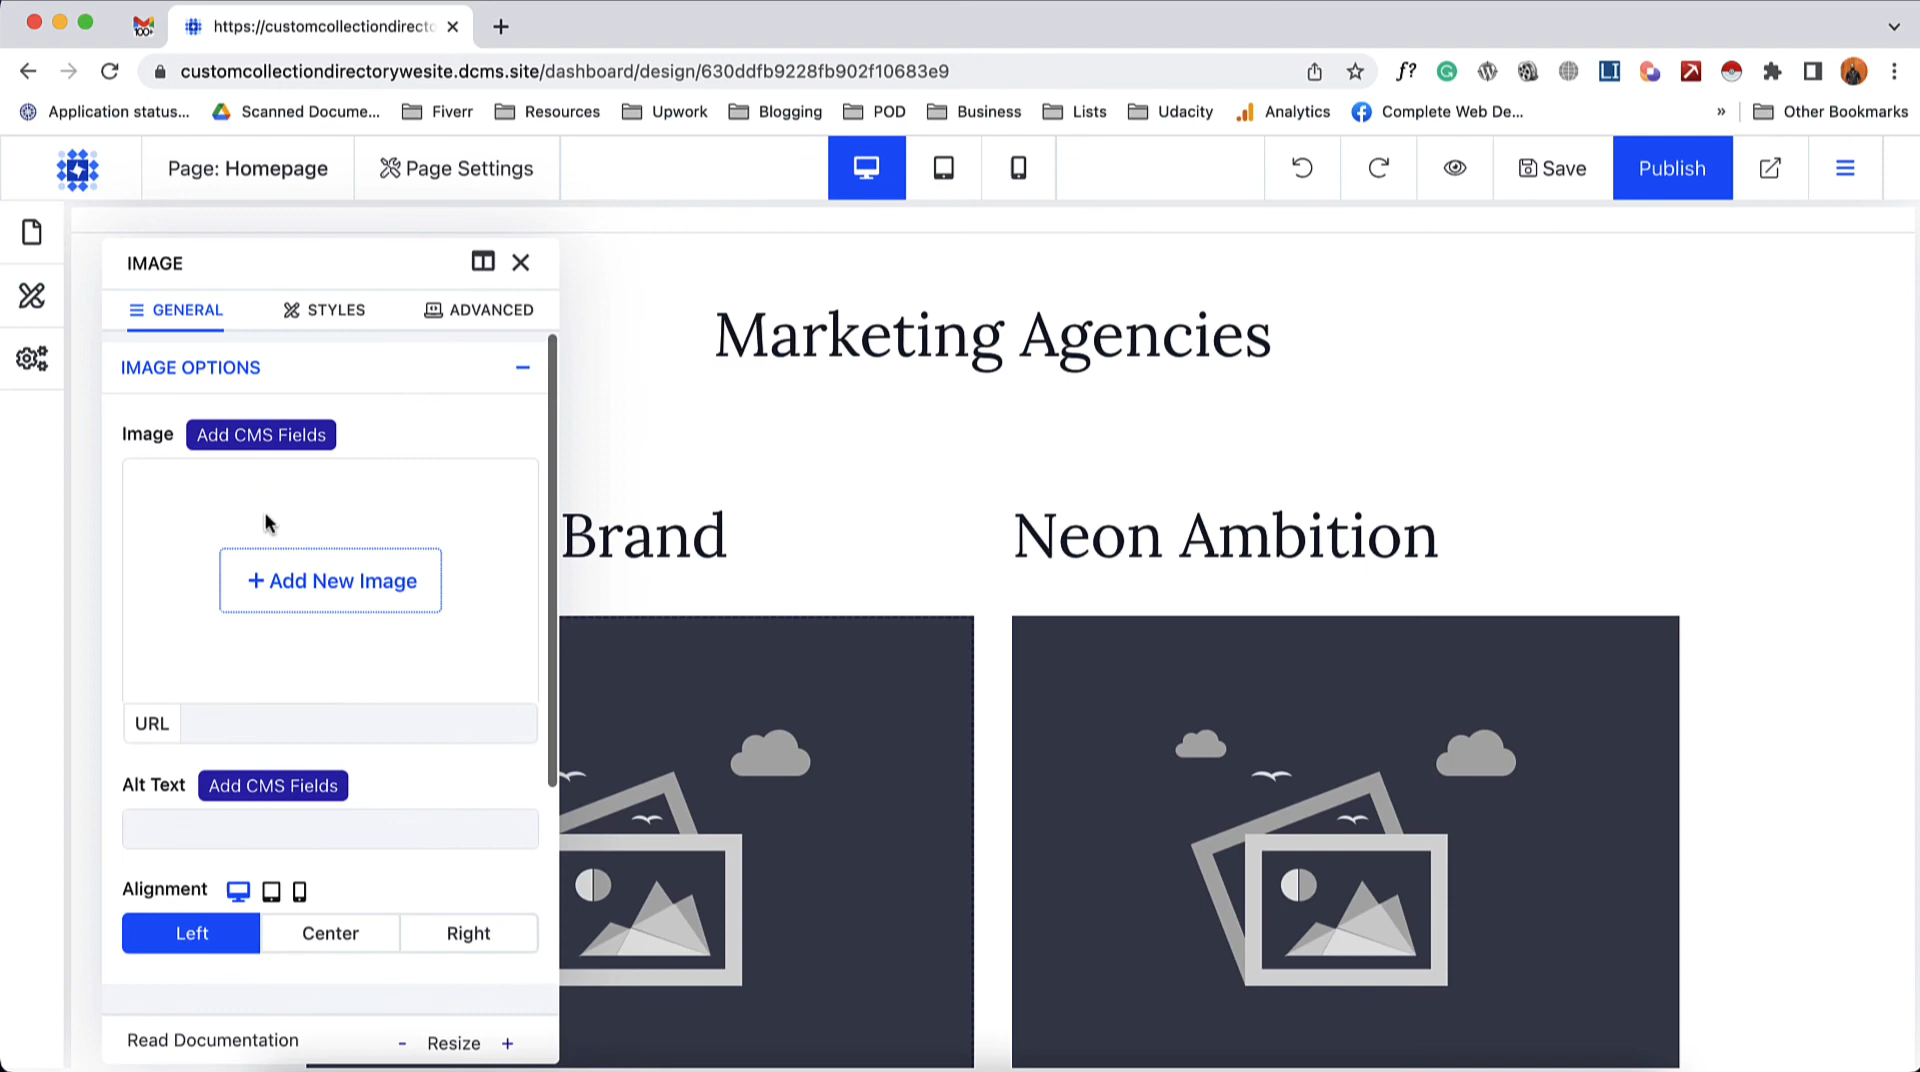 100+
https://customcollectiondirecto
customcollectiondirectorywesite.dcms.site/dashboard/design/630ddfb9228fb902f10683e9
f?
LI
Application status...
Scanned Docume...
Fiverr
Resources
Upwork
Blogging
POD
Business
Lists
Udacity
Analytics
Complete Web De...
»
Other Bookmarks
Page: Homepage
Page Settings
Save
Publish
IMAGE
GENERAL
STYLES
ADVANCED
IMAGE OPTIONS
Image
Add CMS Fields
+ Add New Image
URL
Alt Text
Add CMS Fields
Alignment
Left
Center
Right
Read Documentation
- Resize +
Marketing Agencies
Brand
Neon Ambition